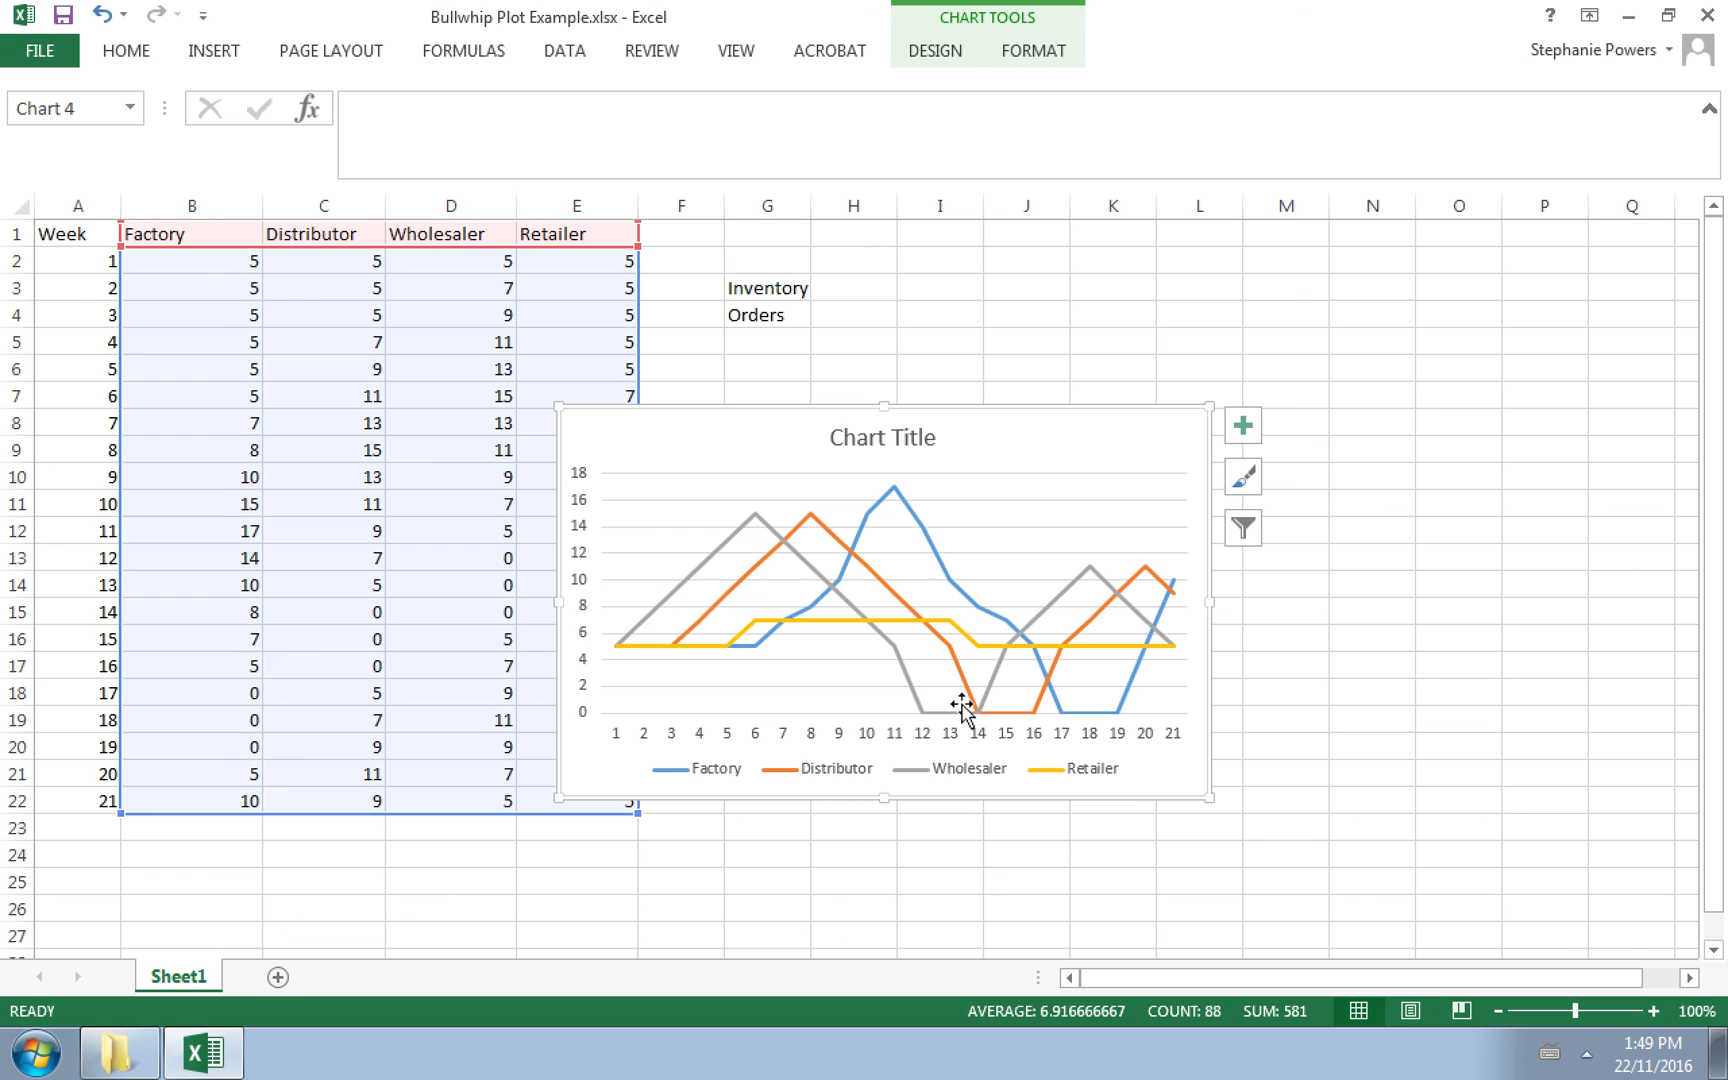 Bullwhip Plot Example.xlsx - Excel
CHART TOOLS
?
FILE HOME INSERT PAGE LAYOUT FORMULAS DATA REVIEW VIEW ACROBAT DESIGN FORMAT
Stephanie Powers
Chart 4
fx
A B C D E F G H I J K L M N O P Q
1 Week Factory Distributor Wholesaler Retailer
2 1 5 5 5 5
3 2 5 5 7 5 Inventory
4 3 5 5 9 5 Orders
5 4 5 7 11 5
6 5 5 9 13 5
7 6 5 11 15 7
8 7 7 13 13
9 8 8 15 11
10 9 10 13 9
11 10 15 11 7
12 11 17 9 5
13 12 14 7 0
14 13 10 5 0
15 14 8 0 0
16 15 7 0 5
17 16 5 0 7
18 17 0 5 9
19 18 0 7 11
20 19 0 9 9
21 20 5 11 7
22 21 10 9 5
23
24
25
26
27
Chart Title
18
16
14
12
10
8
6
4
2
0
1 2 3 4 5 6 7 8 9 10 11 12 13 14 15 16 17 18 19 20 21
Factory Distributor Wholesaler Retailer
Sheet1
READY
AVERAGE: 6.916666667 COUNT: 88 SUM: 581
100%
1:49 PM
22/11/2016